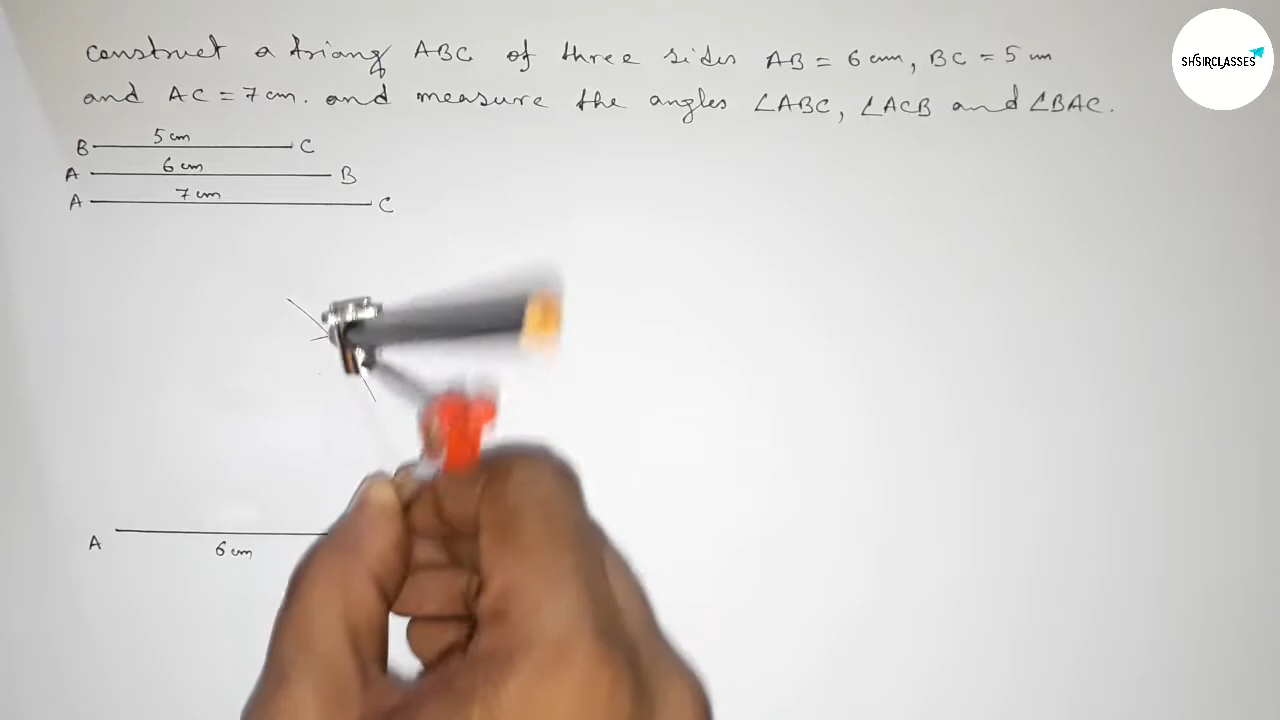 construct a triang ABC of three sides AB = 6 cm, BC = 5 cm
and AC = 7 cm. and measure the angles ∠ABC, ∠ACB and ∠BAC.
SHSIRCLASSES
B 5 cm C
A 6 cm B
A 7 cm C
A 6 cm